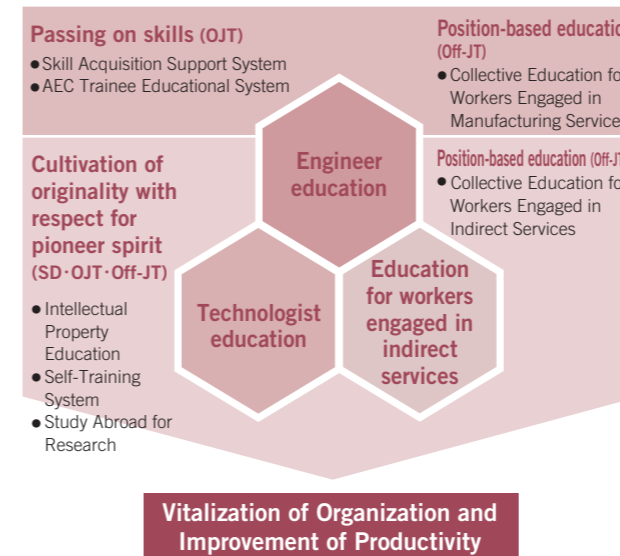 Passing on skills (OJT)
● Skill Acquisition Support System
● AEC Trainee Educational System
Position-based educatio
(Off-JT)
● Collective Education fo
Workers Engaged in
Manufacturing Service
Engineer
education
Cultivation of
originality with
respect for
pioneer spirit
(SD·OJT·Off-JT)
● Intellectual
Property
Education
● Self-Training
System
● Study Abroad for
Research
Position-based education (Off-JT
● Collective Education fo
Workers Engaged in
Indirect Services
Technologist
education
Education
for workers
engaged in
indirect
services
Vitalization of Organization and
Improvement of Productivity